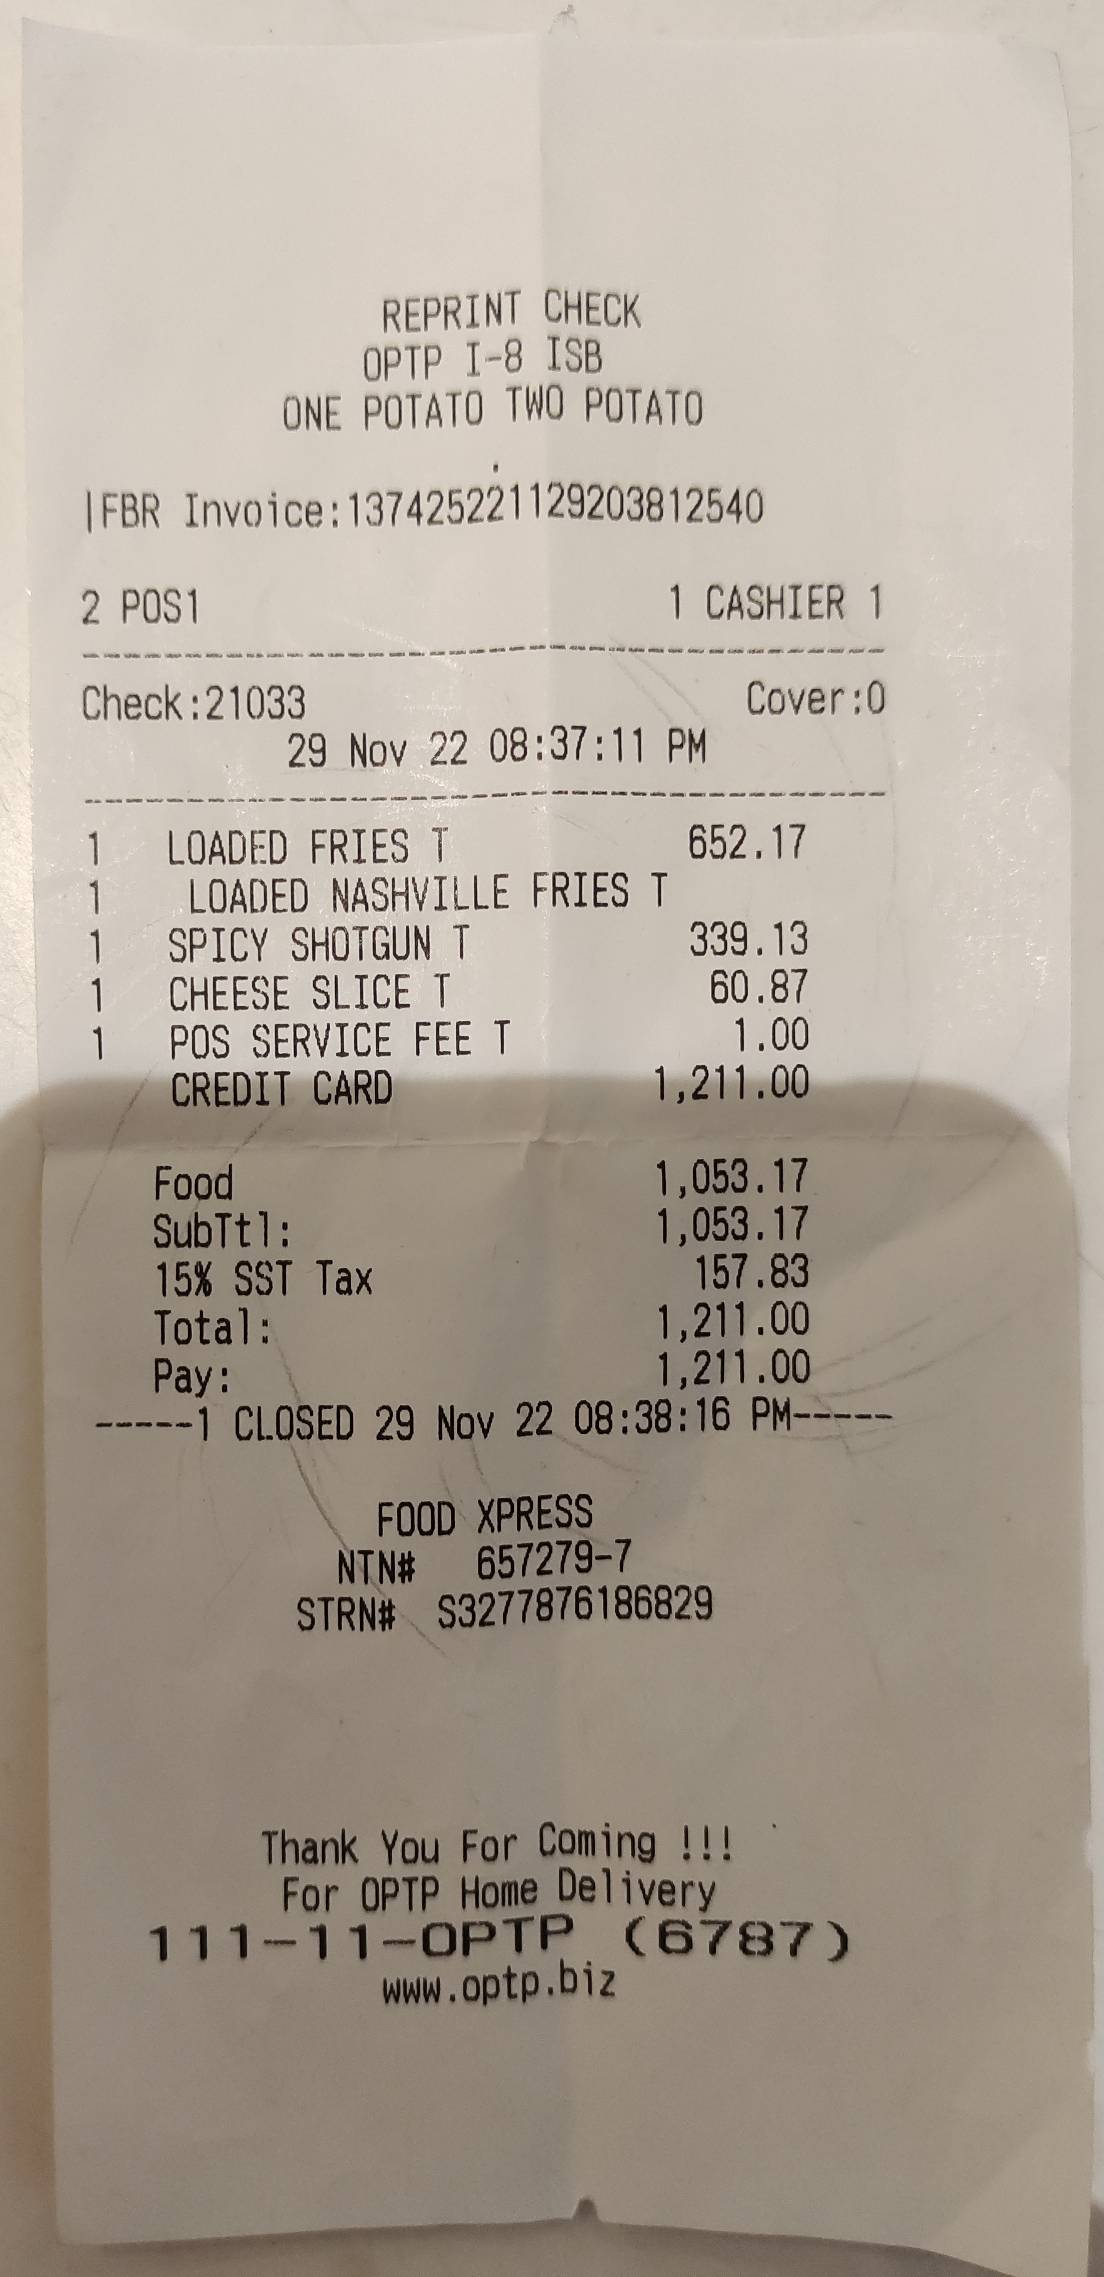 REPRINT CHECK
OPTP I-8 ISB
ONE POTATO TWO POTATO
|FBR Invoice:137425221129203812540
2 POS1 1 CASHIER 1
----------------------------------------
Check:21033 Cover:0
29 Nov 22 08:37:11 PM
----------------------------------------
1 LOADED FRIES T 652.17
1 LOADED NASHVILLE FRIES T
1 SPICY SHOTGUN T 339.13
1 CHEESE SLICE T 60.87
1 POS SERVICE FEE T 1.00
CREDIT CARD 1,211.00
Food 1,053.17
SubTtl: 1,053.17
15% SST Tax 157.83
Total: 1,211.00
Pay: 1,211.00
-----1 CLOSED 29 Nov 22 08:38:16 PM-----
FOOD XPRESS
NTN# 657279-7
STRN# S3277876186829
Thank You For Coming !!!
For OPTP Home Delivery
111-11-OPTP (6787)
www.optp.biz